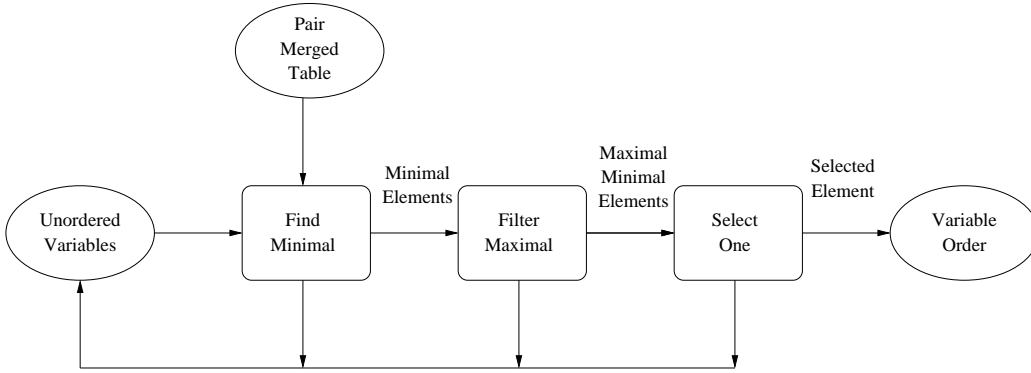 Pair
Merged
Table
Minimal
Elements
Maximal
Minimal
Elements
Selected
Element
Unordered
Variables
Find
Minimal
Filter
Maximal
Select
One
Variable
Order